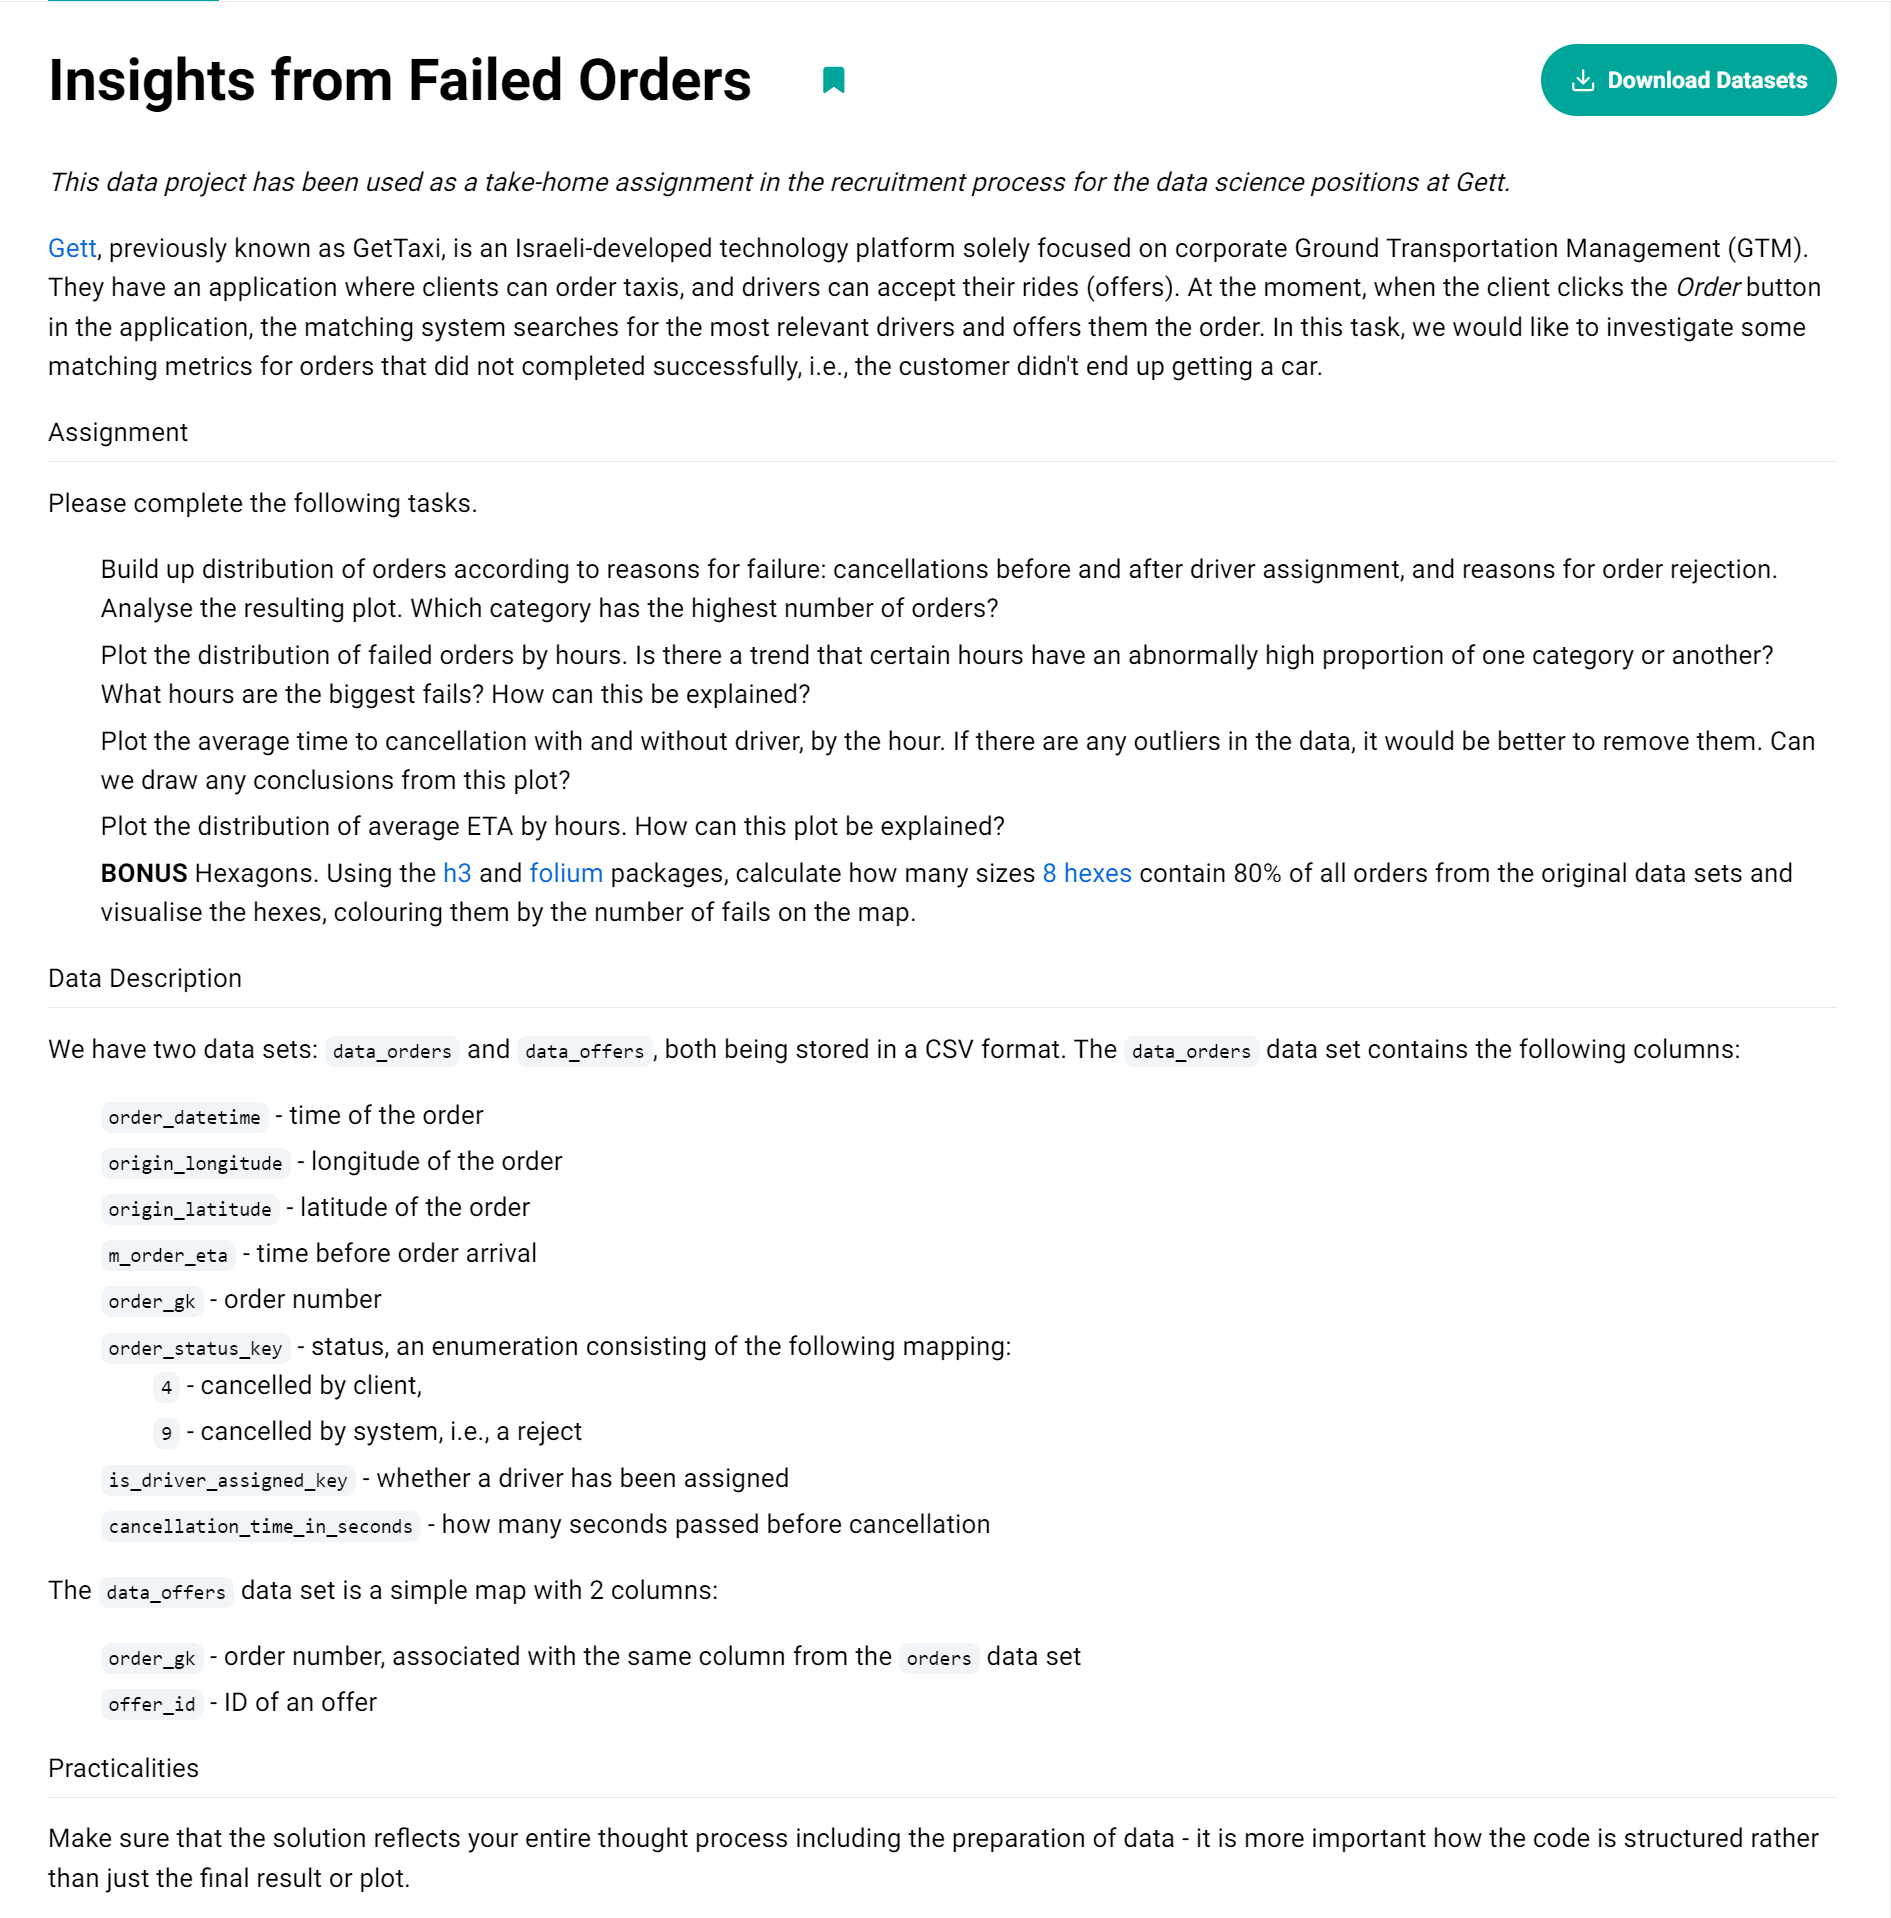 Insights from Failed Orders
Download Datasets
This data project has been used as a take-home assignment in the recruitment process for the data science positions at Gett.
Gett, previously known as GetTaxi, is an Israeli-developed technology platform solely focused on corporate Ground Transportation Management (GTM).
They have an application where clients can order taxis, and drivers can accept their rides (offers). At the moment, when the client clicks the Order button
in the application, the matching system searches for the most relevant drivers and offers them the order. In this task, we would like to investigate some
matching metrics for orders that did not completed successfully, i.e., the customer didn't end up getting a car.
Assignment
Please complete the following tasks.
Build up distribution of orders according to reasons for failure: cancellations before and after driver assignment, and reasons for order rejection.
Analyse the resulting plot. Which category has the highest number of orders?
Plot the distribution of failed orders by hours. Is there a trend that certain hours have an abnormally high proportion of one category or another?
What hours are the biggest fails? How can this be explained?
Plot the average time to cancellation with and without driver, by the hour. If there are any outliers in the data, it would be better to remove them. Can
we draw any conclusions from this plot?
Plot the distribution of average ETA by hours. How can this plot be explained?
BONUS Hexagons. Using the h3 and folium packages, calculate how many sizes 8 hexes contain 80% of all orders from the original data sets and
visualise the hexes, colouring them by the number of fails on the map.
Data Description
We have two data sets: data_orders and data_offers, both being stored in a CSV format. The data_orders data set contains the following columns:
order_datetime - time of the order
origin_longitude - longitude of the order
origin_latitude - latitude of the order
m_order_eta - time before order arrival
order_gk - order number
order_status_key - status, an enumeration consisting of the following mapping:
4 - cancelled by client,
9 - cancelled by system, i.e., a reject
is_driver_assigned_key - whether a driver has been assigned
cancellation_time_in_seconds - how many seconds passed before cancellation
The data_offers data set is a simple map with 2 columns:
order_gk - order number, associated with the same column from the orders data set
offer_id - ID of an offer
Practicalities
Make sure that the solution reflects your entire thought process including the preparation of data - it is more important how the code is structured rather
than just the final result or plot.